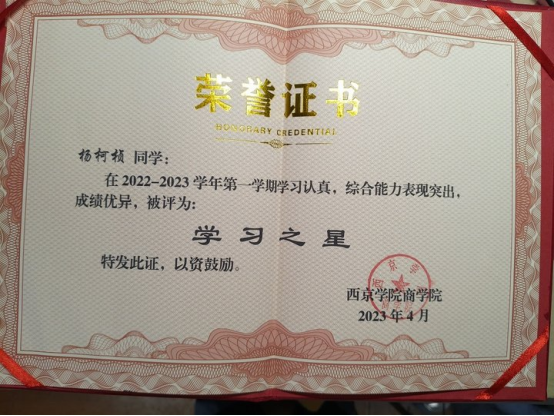 荣誉证书
HONORARY CREDENTIAL
杨柯桢 同学：
在 2022-2023 学年第一学期学习认真，综合能力表现突出，
成绩优异，被评为：
学习之星
特发此证，以资鼓励。
西京学院商学院
2023 年 4 月